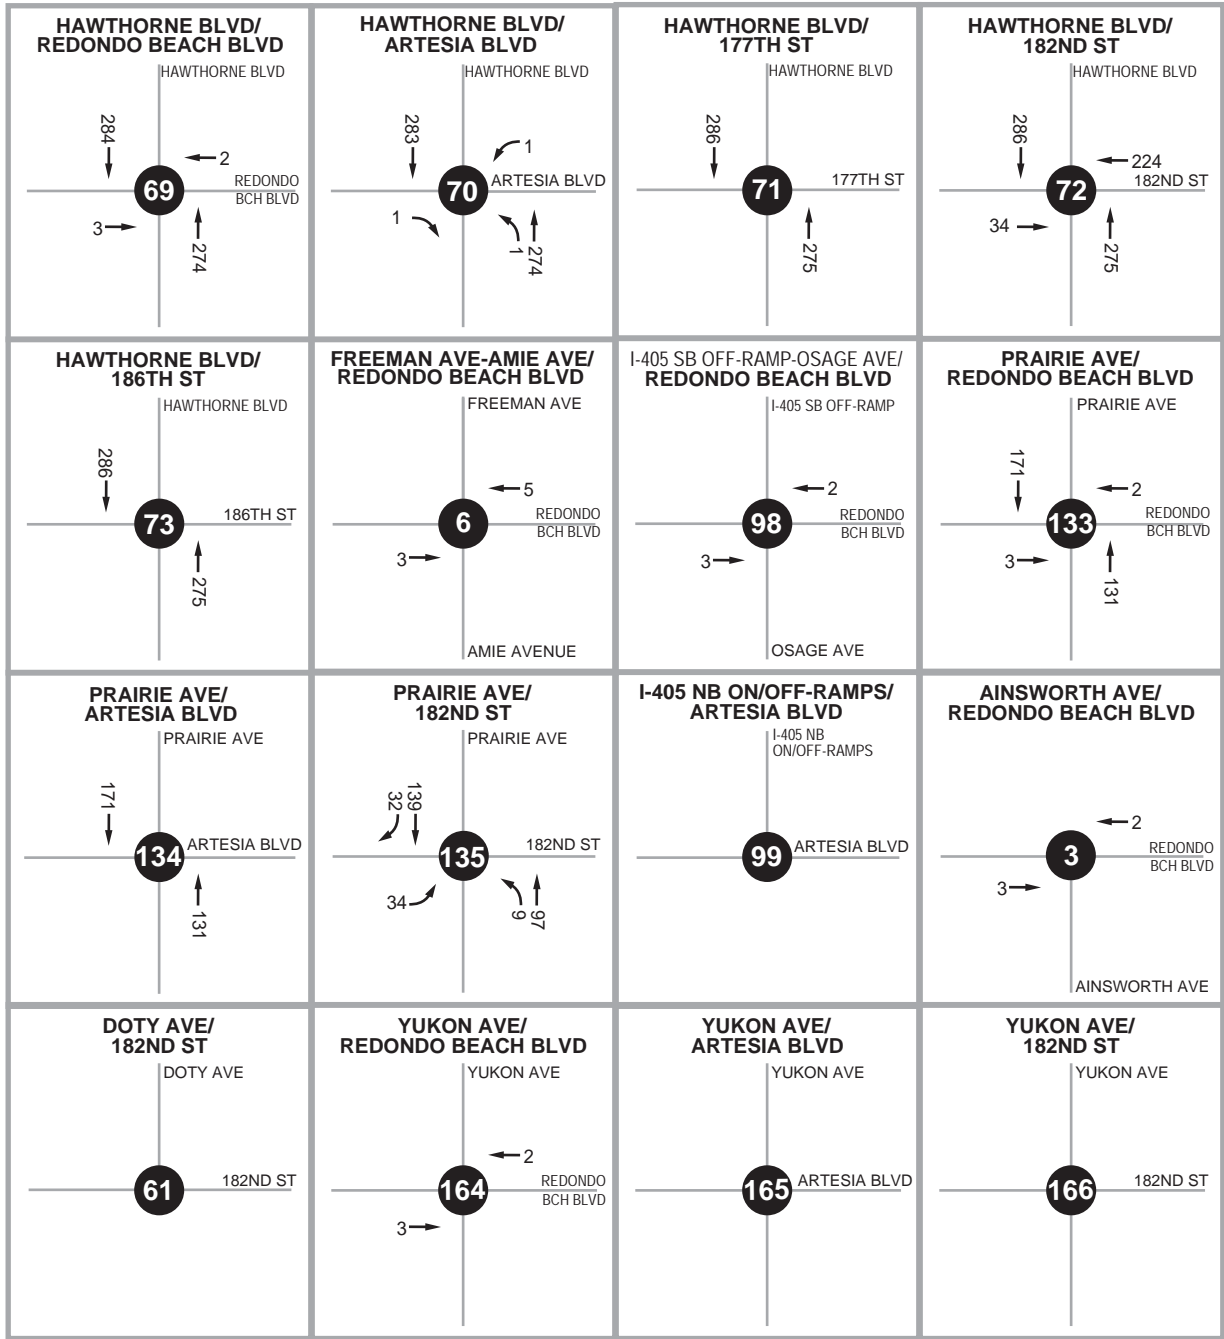 HAWTHORNE BLVD/
REDONDO BEACH BLVD
HAWTHORNE BLVD
284
2
69
REDONDO
BCH BLVD
3
274
HAWTHORNE BLVD/
ARTESIA BLVD
HAWTHORNE BLVD
283
1
70
ARTESIA BLVD
1
1
274
HAWTHORNE BLVD/
177TH ST
HAWTHORNE BLVD
286
71
177TH ST
275
HAWTHORNE BLVD/
182ND ST
HAWTHORNE BLVD
286
224
72
182ND ST
34
275
HAWTHORNE BLVD/
186TH ST
HAWTHORNE BLVD
286
73
186TH ST
275
FREEMAN AVE-AMIE AVE/
REDONDO BEACH BLVD
FREEMAN AVE
5
6
REDONDO
BCH BLVD
3
AMIE AVENUE
I-405 SB OFF-RAMP-OSAGE AVE/
REDONDO BEACH BLVD
I-405 SB OFF-RAMP
2
98
REDONDO
BCH BLVD
3
OSAGE AVE
PRAIRIE AVE/
REDONDO BEACH BLVD
PRAIRIE AVE
171
2
133
REDONDO
BCH BLVD
3
131
PRAIRIE AVE/
ARTESIA BLVD
PRAIRIE AVE
171
134
ARTESIA BLVD
131
PRAIRIE AVE/
182ND ST
PRAIRIE AVE
32
139
135
182ND ST
34
9
97
I-405 NB ON/OFF-RAMPS/
ARTESIA BLVD
I-405 NB
ON/OFF-RAMPS
99
ARTESIA BLVD
AINSWORTH AVE/
REDONDO BEACH BLVD
2
3
REDONDO
BCH BLVD
3
AINSWORTH AVE
DOTY AVE/
182ND ST
DOTY AVE
61
182ND ST
YUKON AVE/
REDONDO BEACH BLVD
YUKON AVE
2
164
REDONDO
BCH BLVD
3
YUKON AVE/
ARTESIA BLVD
YUKON AVE
165
ARTESIA BLVD
YUKON AVE/
182ND ST
YUKON AVE
166
182ND ST